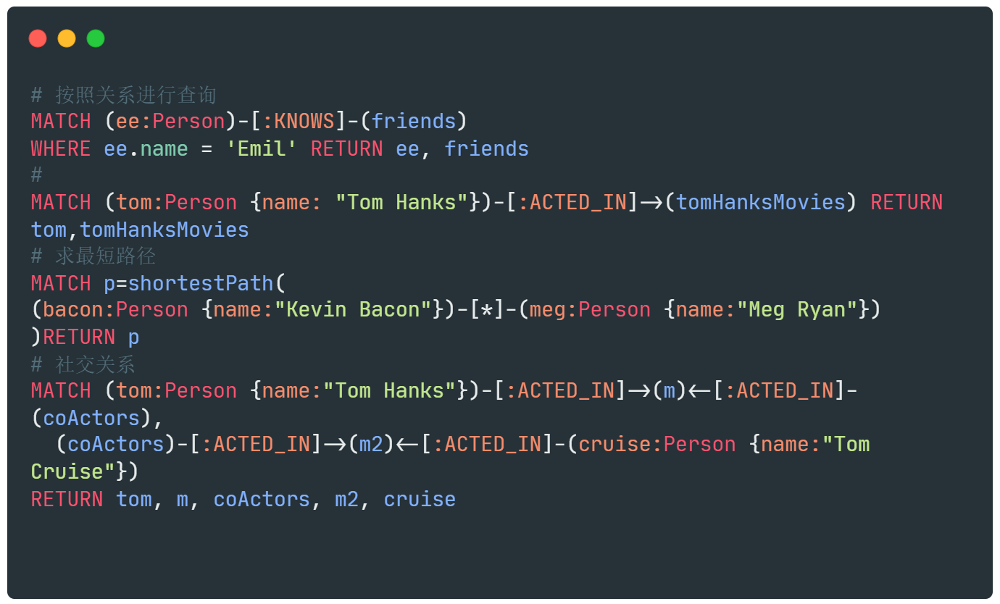 # 按照关系进行查询
MATCH (ee:Person)-[:KNOWS]-(friends)
WHERE ee.name = 'Emil' RETURN ee, friends
#
MATCH (tom:Person {name: "Tom Hanks"})-[:ACTED_IN]->(tomHanksMovies) RETURN
tom,tomHanksMovies
# 求最短路径
MATCH p=shortestPath(
(bacon:Person {name:"Kevin Bacon"})-[*]-(meg:Person {name:"Meg Ryan"})
)RETURN p
# 社交关系
MATCH (tom:Person {name:"Tom Hanks"})-[:ACTED_IN]->(m)<-[:ACTED_IN]-
(coActors),
  (coActors)-[:ACTED_IN]->(m2)<-[:ACTED_IN]-(cruise:Person {name:"Tom
Cruise"})
RETURN tom, m, coActors, m2, cruise